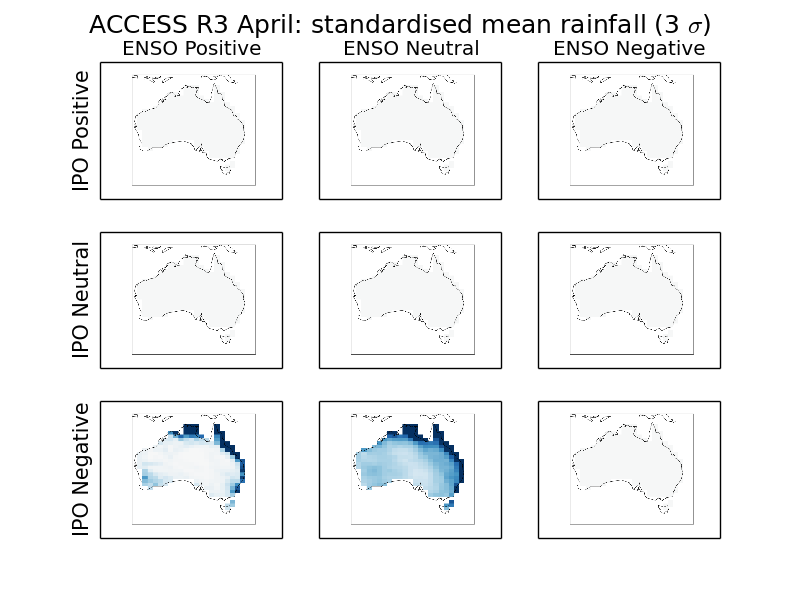 ACCESS R3 April: standardised mean rainfall (3 σ)
ENSO Positive ENSO Neutral ENSO Negative
IPO Positive
IPO Neutral
IPO Negative